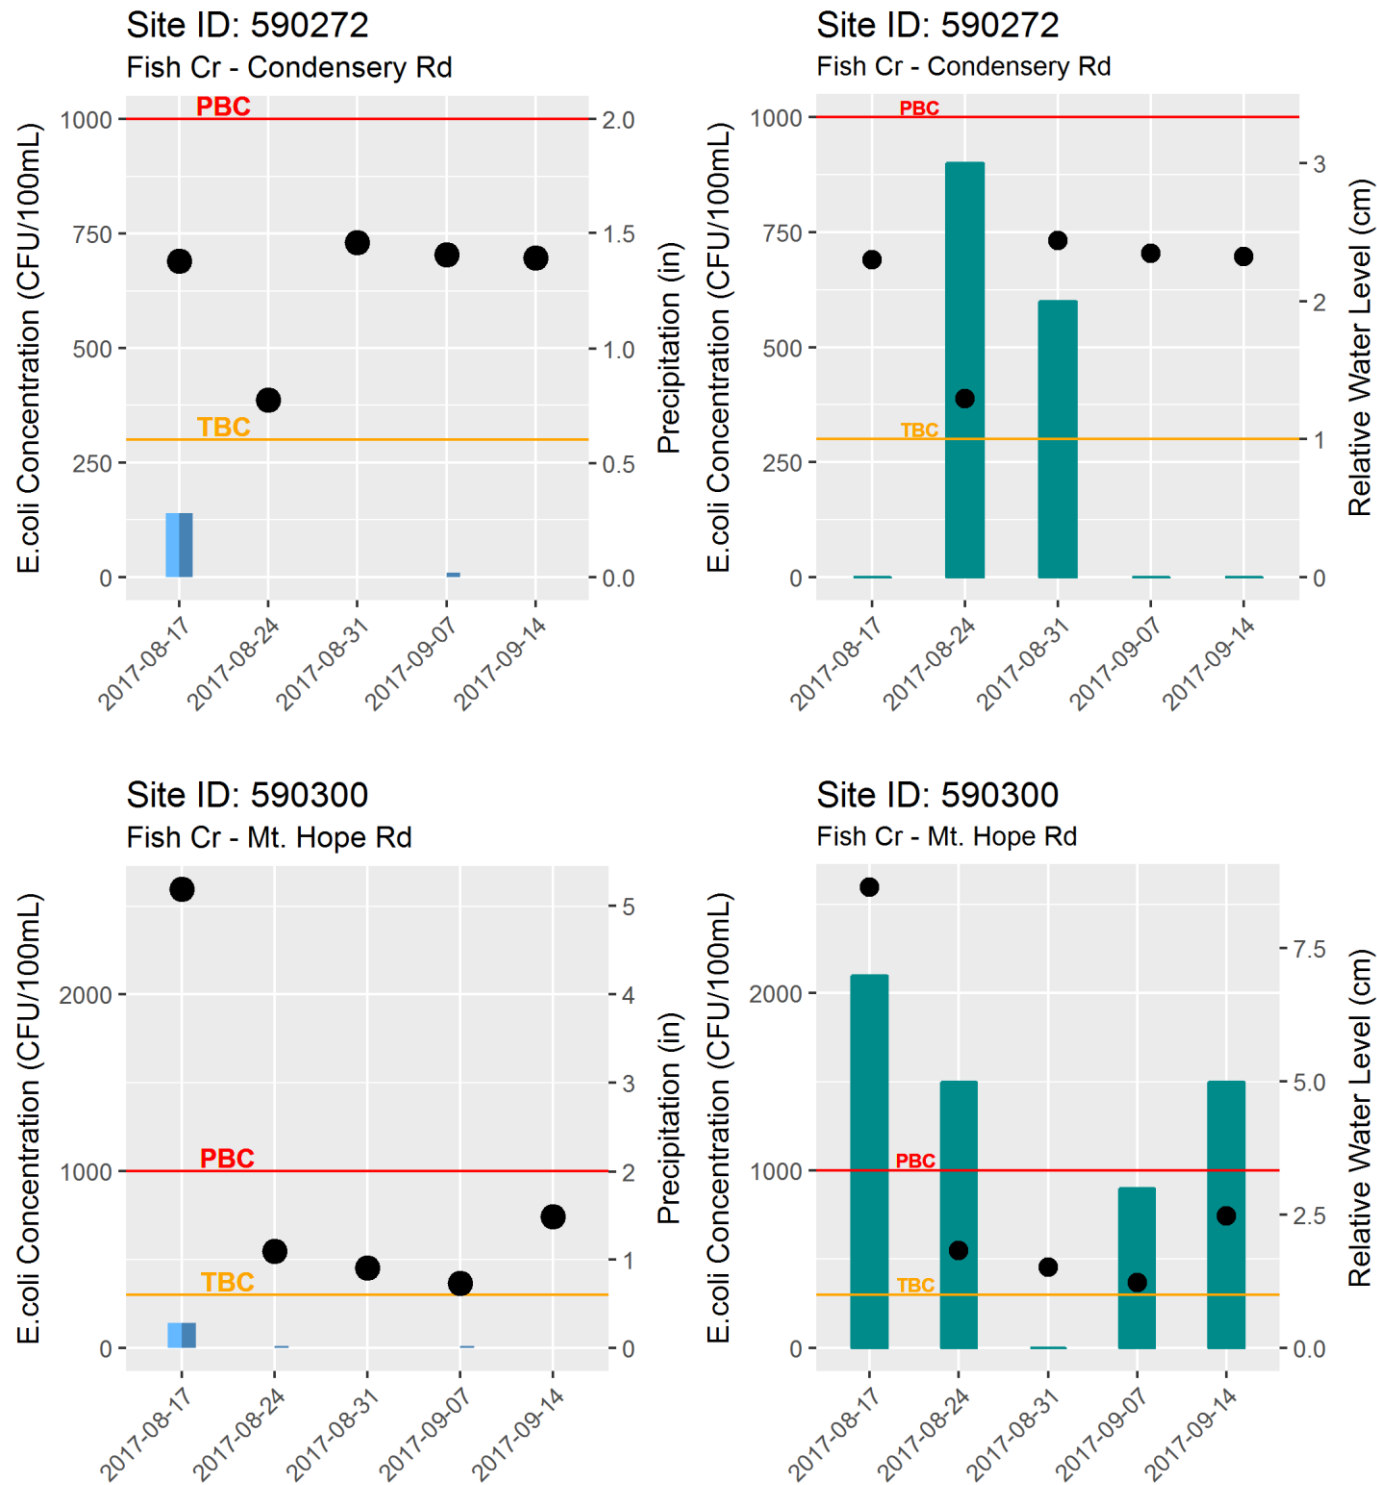 Site ID: 590272
Fish Cr - Condensery Rd
E.coli Concentration (CFU/100mL)
1000
750
500
250
0
PBC
TBC
2.0
1.5
1.0
0.5
0.0
Precipitation (in)
2017-08-17
2017-08-24
2017-08-31
2017-09-07
2017-09-14
Site ID: 590272
Fish Cr - Condensery Rd
E.coli Concentration (CFU/100mL)
1000
750
500
250
0
PBC
TBC
3
2
1
0
Relative Water Level (cm)
2017-08-17
2017-08-24
2017-08-31
2017-09-07
2017-09-14
Site ID: 590300
Fish Cr - Mt. Hope Rd
E.coli Concentration (CFU/100mL)
2000
1000
0
PBC
TBC
5
4
3
2
1
0
Precipitation (in)
2017-08-17
2017-08-24
2017-08-31
2017-09-07
2017-09-14
Site ID: 590300
Fish Cr - Mt. Hope Rd
E.coli Concentration (CFU/100mL)
2000
1000
0
PBC
TBC
7.5
5.0
2.5
0.0
Relative Water Level (cm)
2017-08-17
2017-08-24
2017-08-31
2017-09-07
2017-09-14